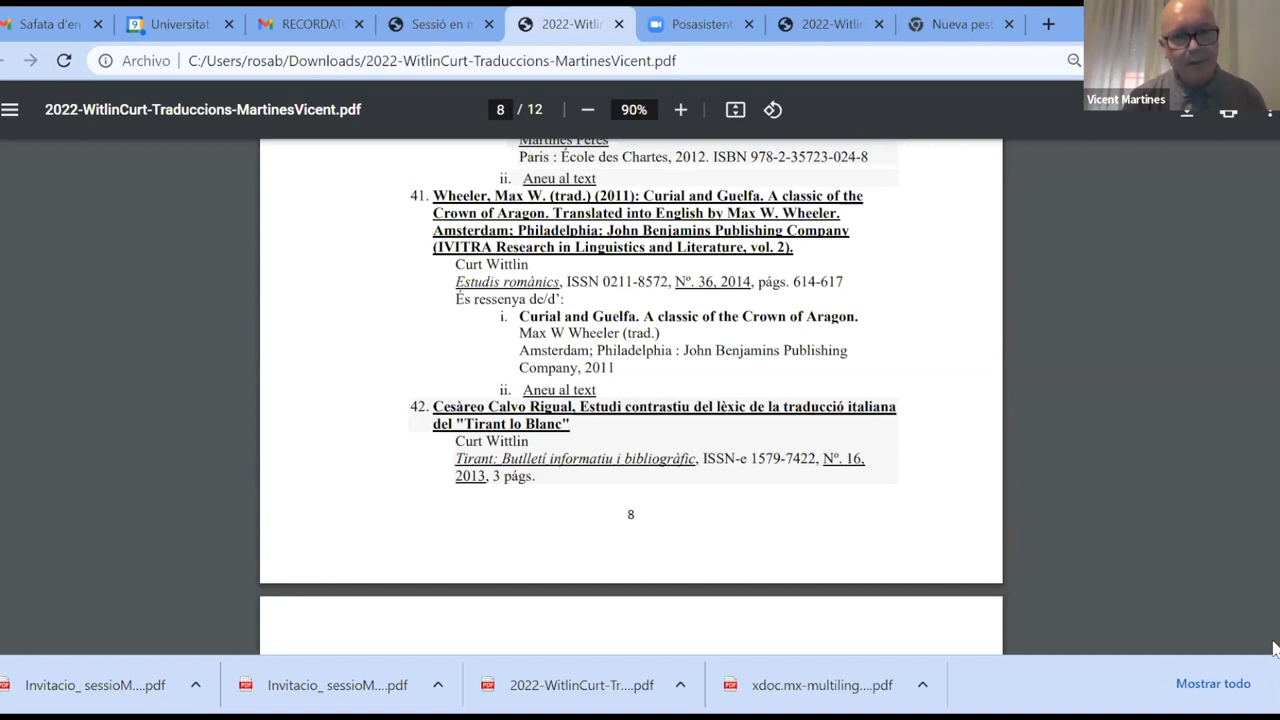 Safata d'en
Universitat
RECORDATO
Sessió en m
2022-Witlin
Posasistent
2022-Witlin
Nueva pest
Archivo
C:/Users/rosab/Downloads/2022-WitlinCurt-Traduccions-MartinesVicent.pdf
Vicent Martines
2022-WitlinCurt-Traduccions-MartinesVicent.pdf
8 / 12
90%
Martines Peres
Paris : École des Chartes, 2012. ISBN 978-2-35723-024-8
ii. Aneu al text
41. Wheeler, Max W. (trad.) (2011): Curial and Guelfa. A classic of the
Crown of Aragon. Translated into English by Max W. Wheeler.
Amsterdam; Philadelphia: John Benjamins Publishing Company
(IVITRA Research in Linguistics and Literature, vol. 2).
Curt Wittlin
Estudis romànics, ISSN 0211-8572, Nº. 36, 2014, págs. 614-617
És ressenya de/d':
i. Curial and Guelfa. A classic of the Crown of Aragon.
Max W Wheeler (trad.)
Amsterdam; Philadelphia : John Benjamins Publishing
Company, 2011
ii. Aneu al text
42. Cesàreo Calvo Rigual, Estudi contrastiu del lèxic de la traducció italiana
del "Tirant lo Blanc"
Curt Wittlin
Tirant: Butlletí informatiu i bibliogràfic, ISSN-e 1579-7422, Nº. 16,
2013, 3 págs.
8
Invitacio_ sessioM....pdf
Invitacio_ sessioM....pdf
2022-WitlinCurt-Tr....pdf
xdoc.mx-multiling....pdf
Mostrar todo